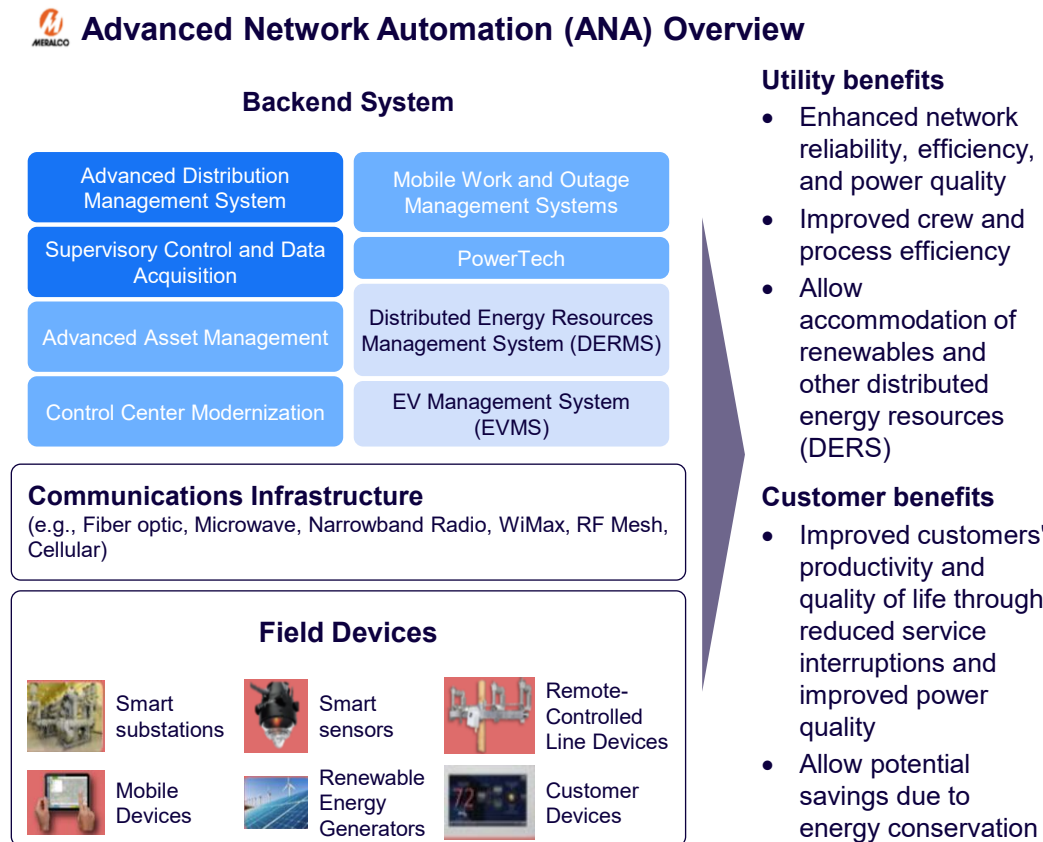 MERALCO
Advanced Network Automation (ANA) Overview
Backend System
Advanced Distribution
Management System
Mobile Work and Outage
Management Systems
Supervisory Control and Data
Acquisition
PowerTech
Advanced Asset Management
Distributed Energy Resources
Management System (DERMS)
Control Center Modernization
EV Management System
(EVMS)
Communications Infrastructure
(e.g., Fiber optic, Microwave, Narrowband Radio, WiMax, RF Mesh,
Cellular)
Field Devices
Smart
substations
Smart
sensors
Remote-
Controlled
Line Devices
Mobile
Devices
Renewable
Energy
Generators
72
Customer
Devices
Utility benefits
• Enhanced network
reliability, efficiency,
and power quality
• Improved crew and
process efficiency
• Allow
accommodation of
renewables and
other distributed
energy resources
(DERS)
Customer benefits
• Improved customers'
productivity and
quality of life through
reduced service
interruptions and
improved power
quality
• Allow potential
savings due to
energy conservation